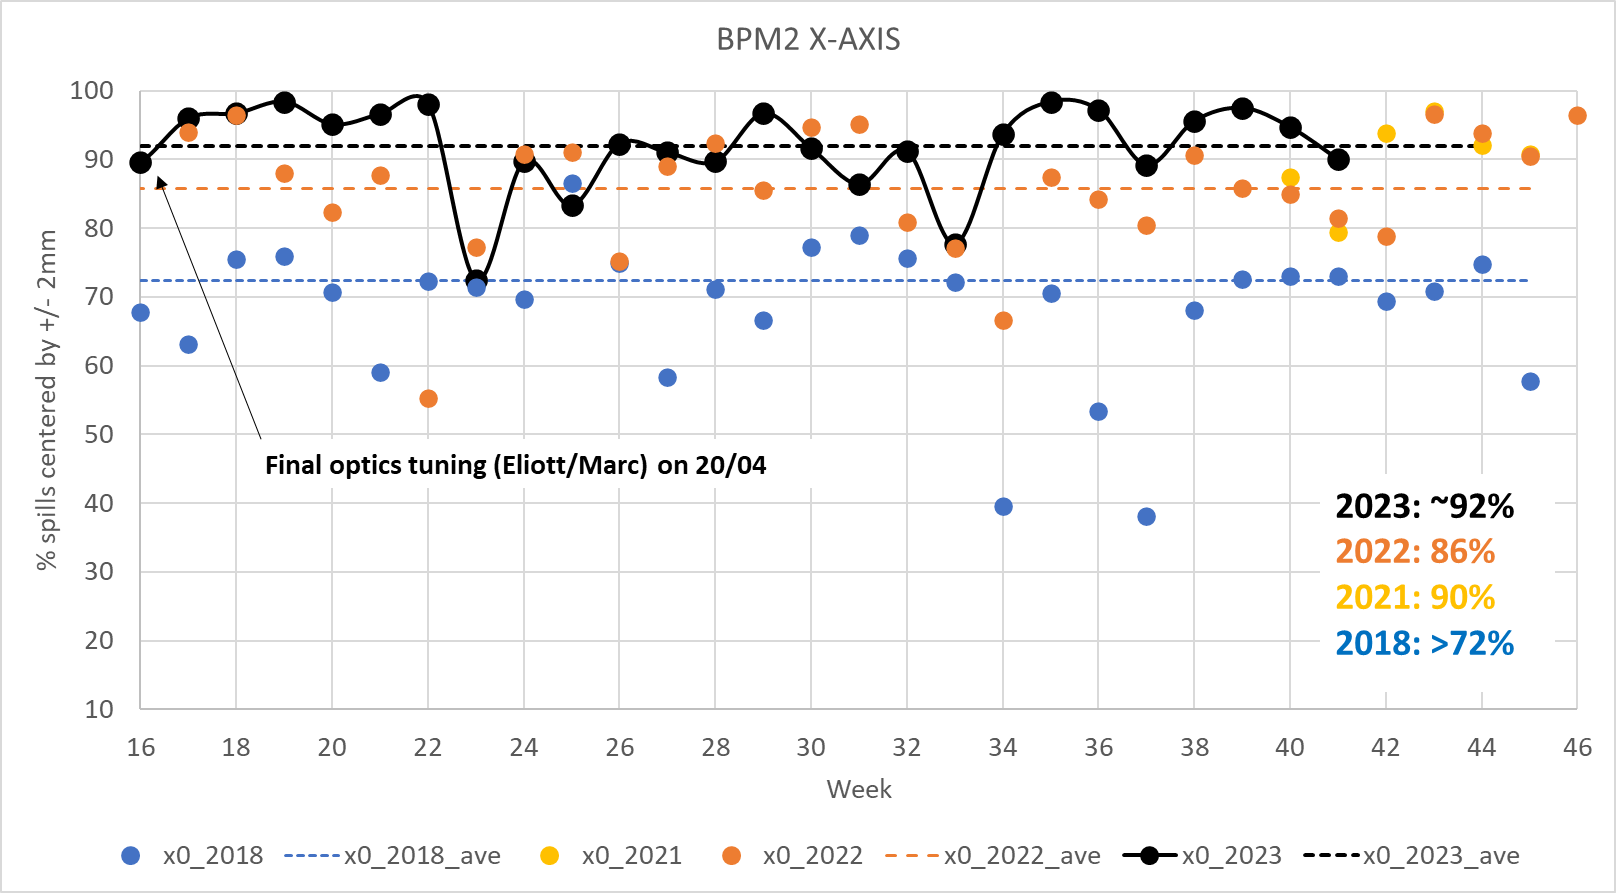 BPM2 X-AXIS
% spills centered by +/- 2mm
100
90
80
70
60
50
40
30
20
10
Final optics tuning (Eliott/Marc) on 20/04
2023: ~92%
2022: 86%
2021: 90%
2018: >72%
16 18 20 22 24 26 28 30 32 34 36 38 40 42 44 46
Week
x0_2018 x0_2018_ave x0_2021 x0_2022 x0_2022_ave x0_2023 x0_2023_ave